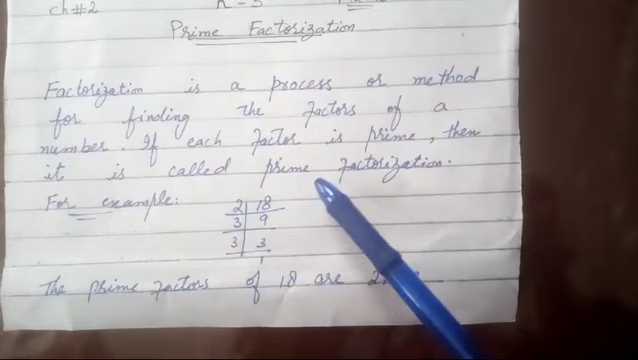 ch#2
Prime Factorization
Factorization is a process or method
for finding the factors of a
number. If each factor is prime, then
it is called prime factorization.
For example:
2 | 18
3 | 9
3 | 3
1
The prime factors of 18 are 2,